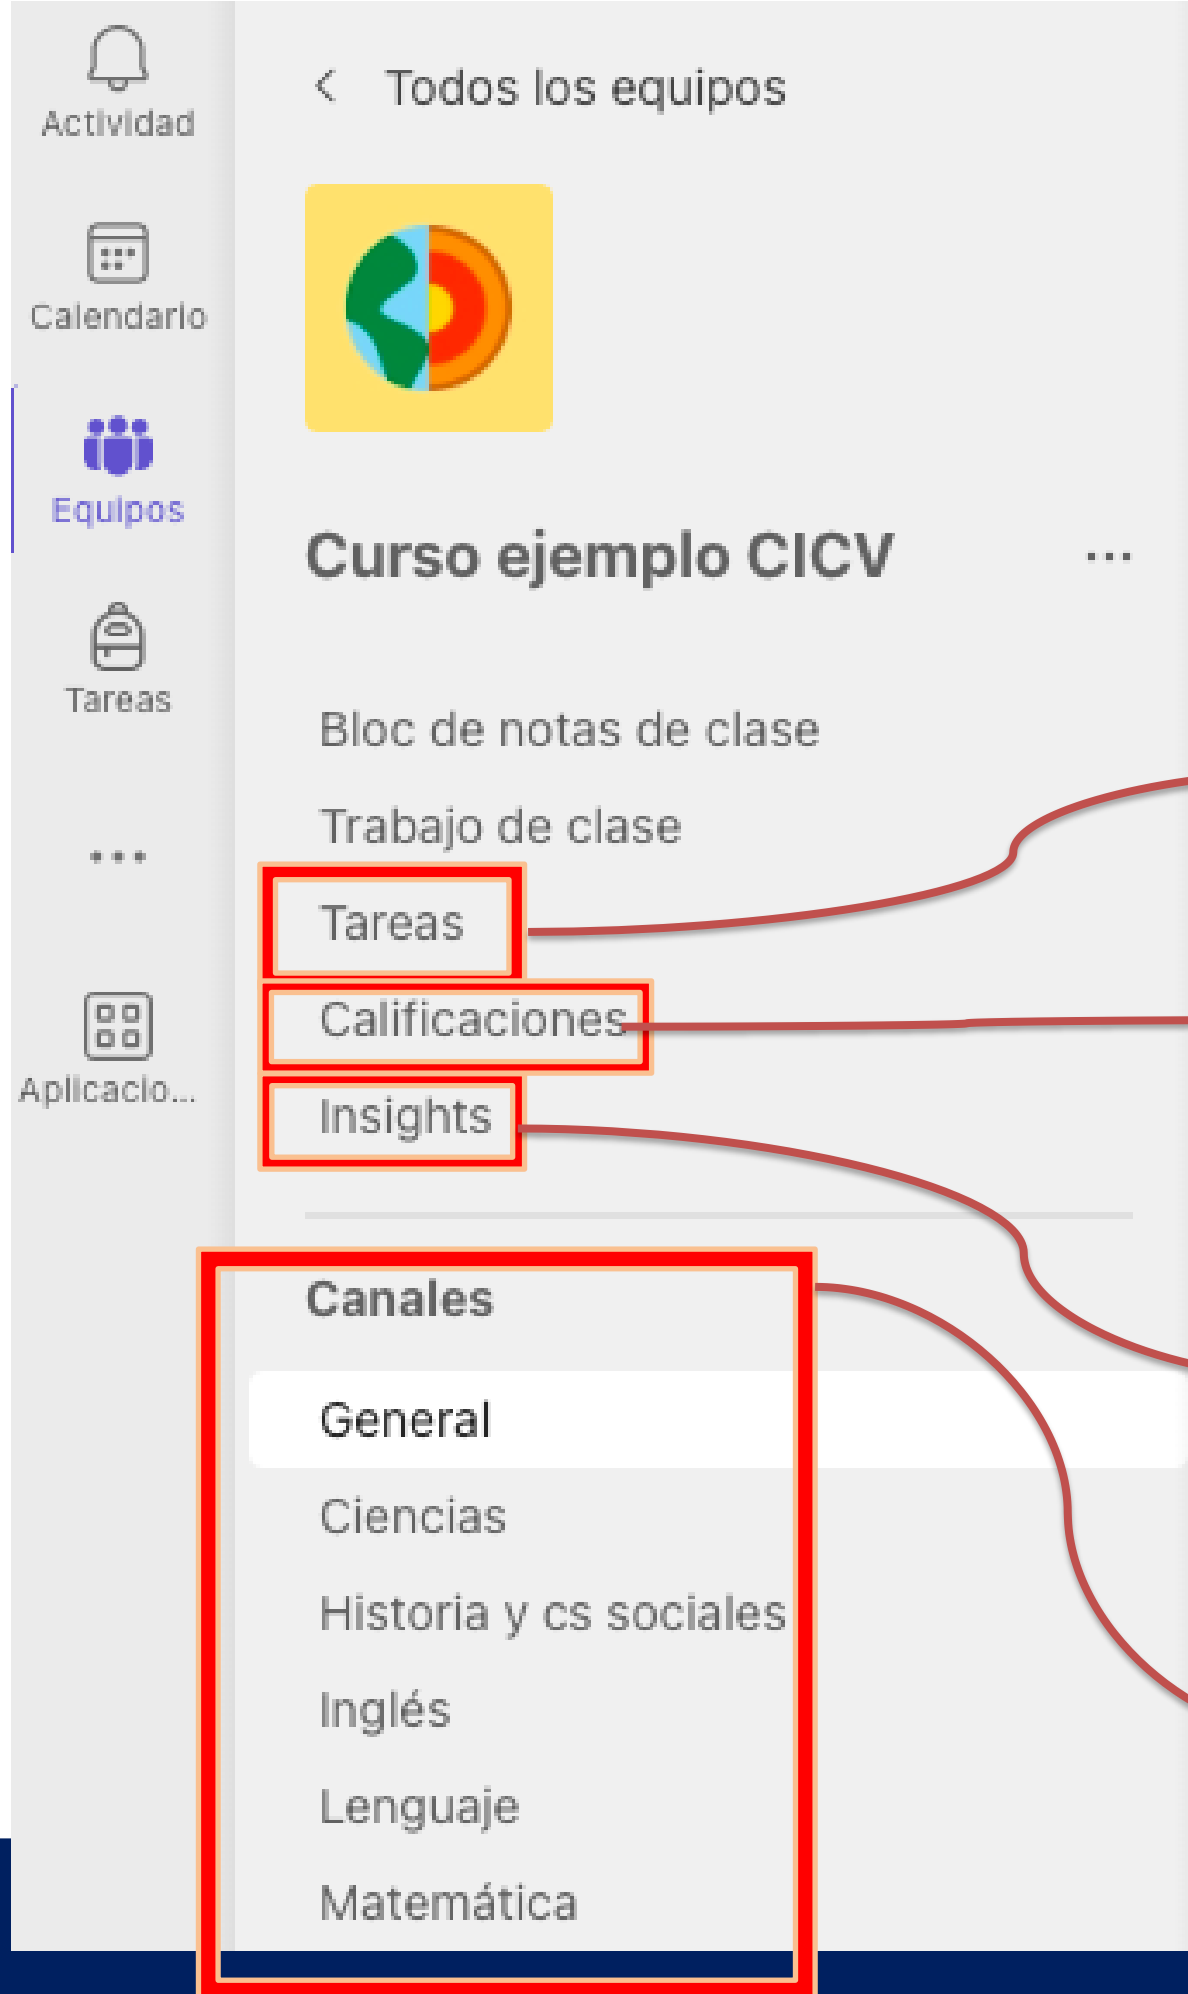 Actividad
Calendario
Equipos
Tareas
Aplicacio...
Todos los equipos
Curso ejemplo CICV
Bloc de notas de clase
Trabajo de clase
Tareas
Calificaciones
Insights
Canales
General
Ciencias
Historia y cs sociales
Inglés
Lenguaje
Matemática